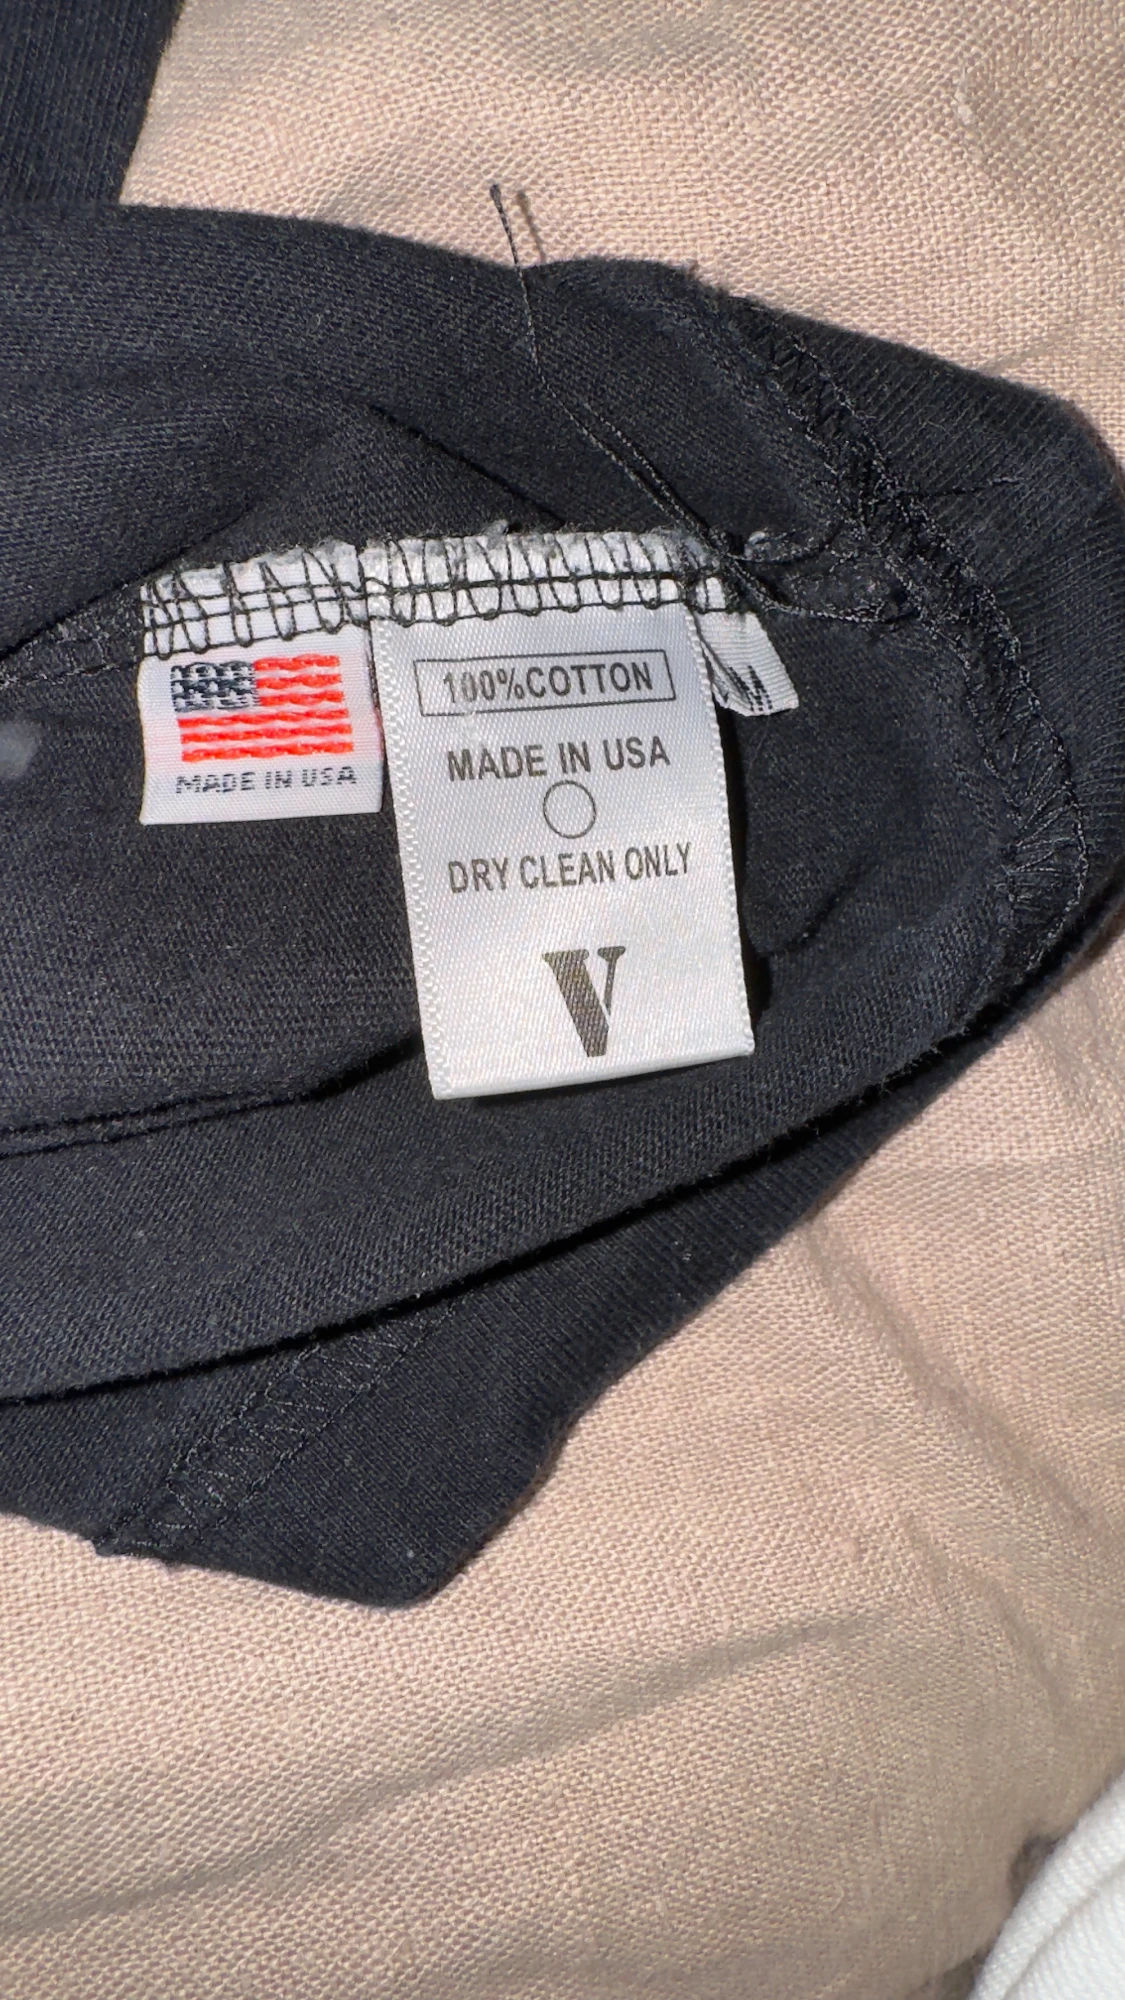 MADE IN USA
100%COTTON
MADE IN USA
DRY CLEAN ONLY
V